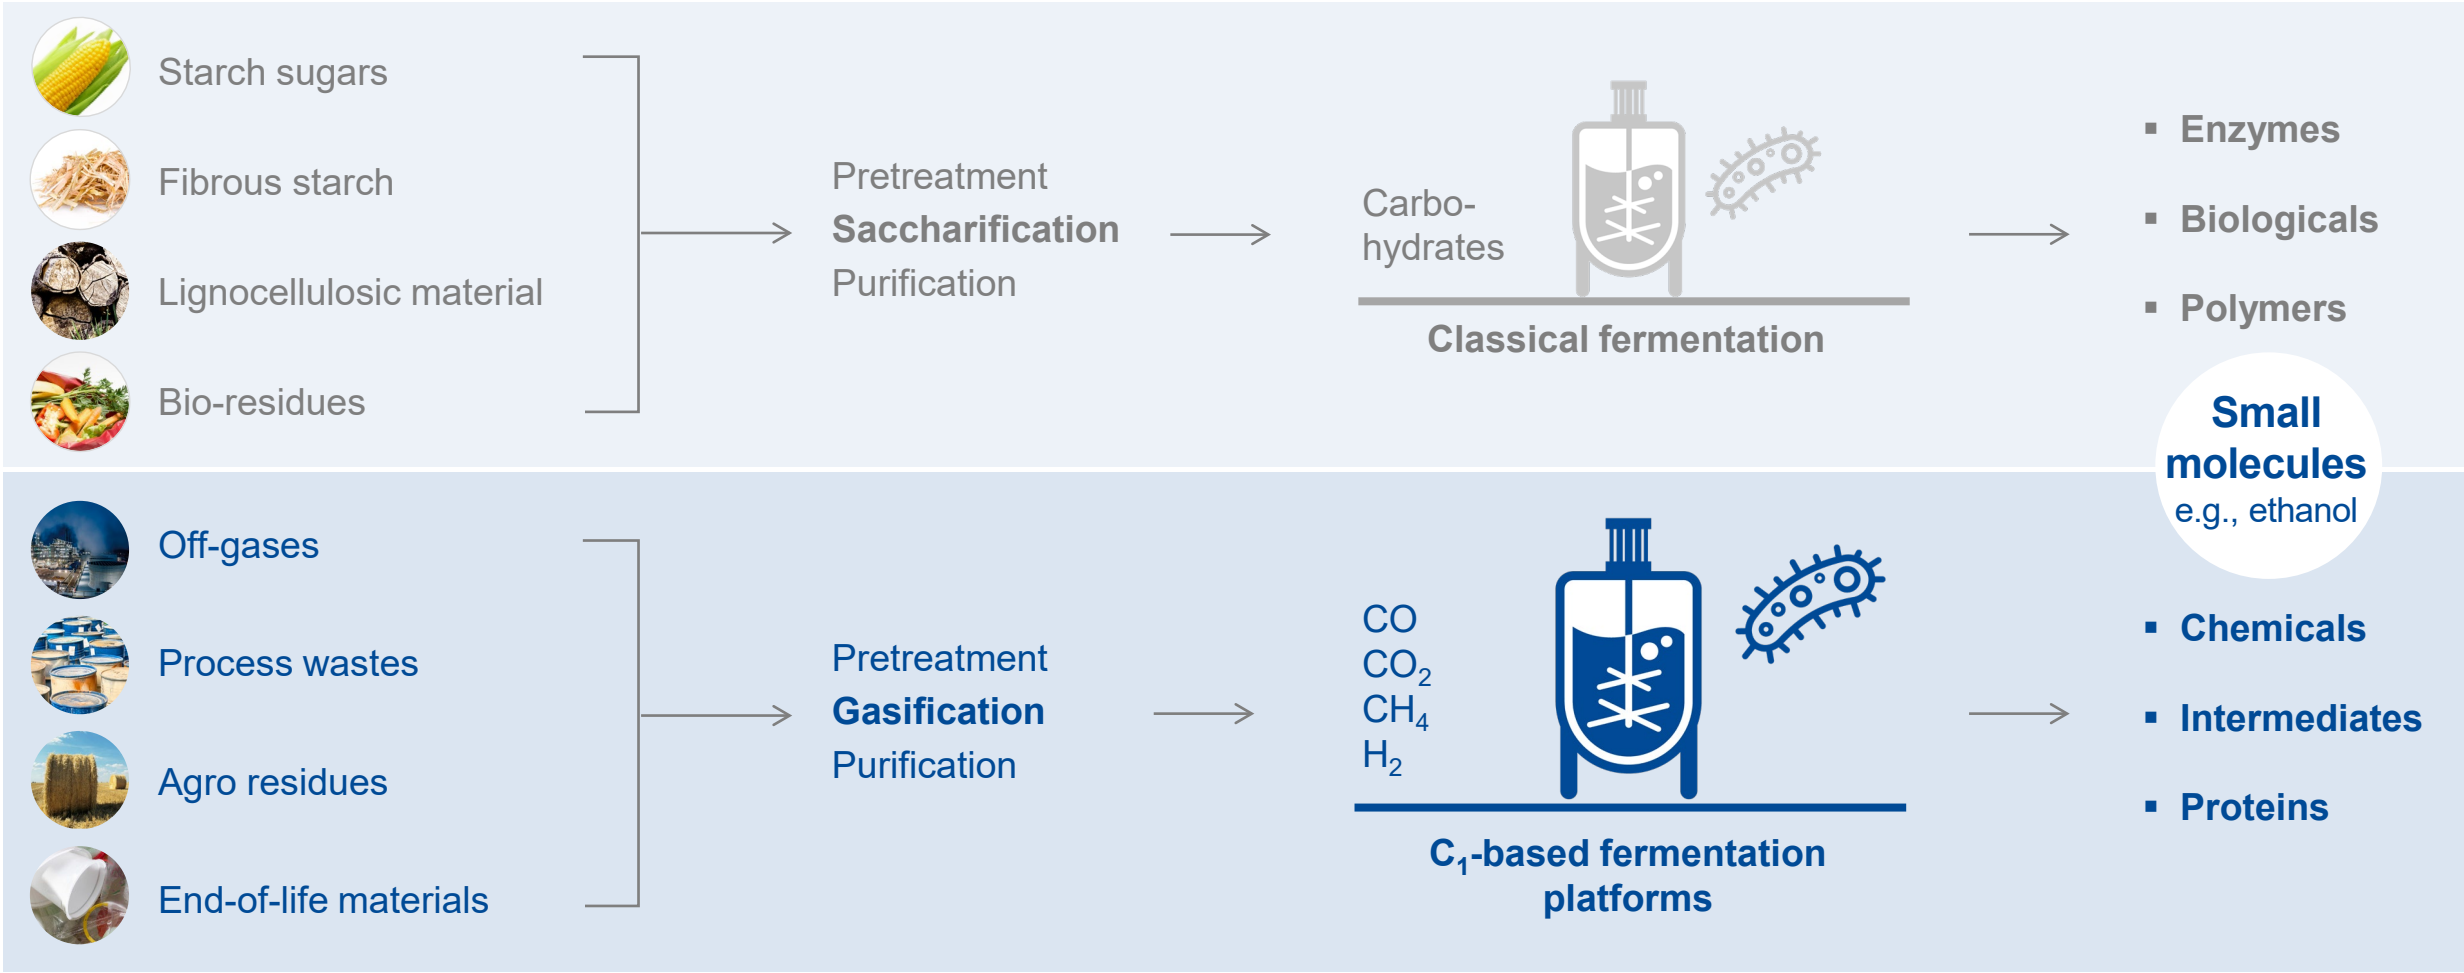 Starch sugars
Fibrous starch
Lignocellulosic material
Bio-residues
Pretreatment
Saccharification
Purification
Carbo-
hydrates
Classical fermentation
▪ Enzymes
▪ Biologicals
▪ Polymers
Small
molecules
e.g., ethanol
Off-gases
Process wastes
Agro residues
End-of-life materials
Pretreatment
Gasification
Purification
CO
CO₂
CH₄
H₂
C₁-based fermentation
platforms
▪ Chemicals
▪ Intermediates
▪ Proteins